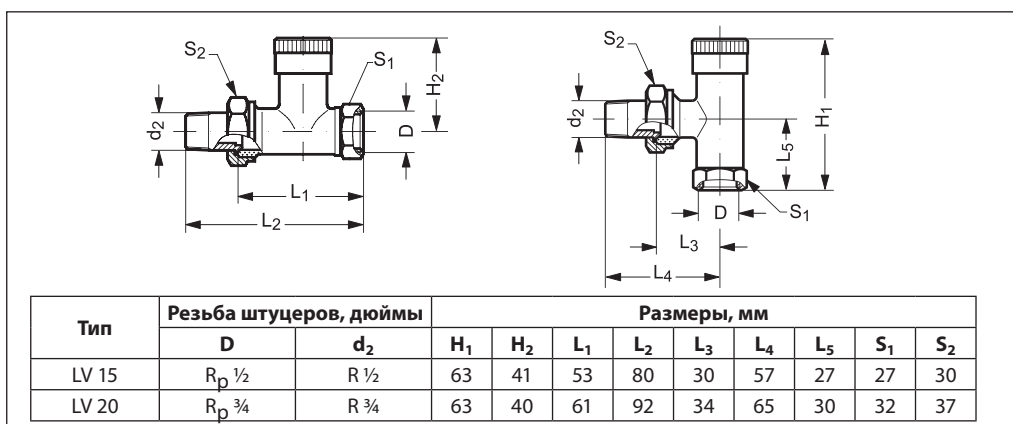 S₂
S₁
H₂
d₂
D
L₁
L₂
S₂
H₁
d₂
L₅
D
S₁
L₃
L₄
Тип Резьба штуцеров, дюймы Размеры, мм
D d₂ H₁ H₂ L₁ L₂ L₃ L₄ L₅ S₁ S₂
LV 15 Rp ½ R ½ 63 41 53 80 30 57 27 27 30
LV 20 Rp ¾ R ¾ 63 40 61 92 34 65 30 32 37